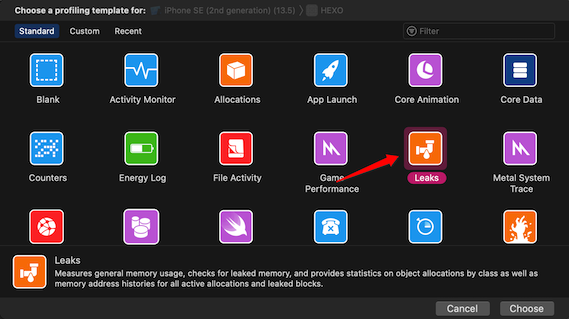 Choose a profiling template for: iPhone SE (2nd generation) (13.5) HEXO
Standard Custom Recent Filter
Blank Activity Monitor Allocations App Launch Core Animation Core Data
Counters Energy Log File Activity Game Performance Leaks Metal System Trace
Leaks
Measures general memory usage, checks for leaked memory, and provides statistics on object allocations by class as well as
memory address histories for all active allocations and leaked blocks.
Cancel Choose